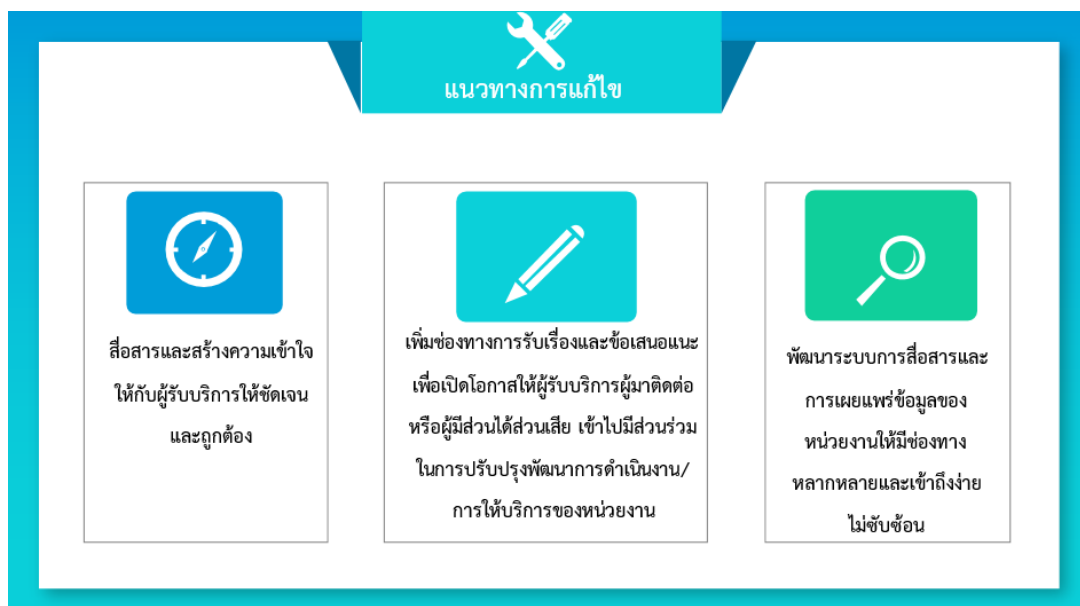 แนวทางการแก้ไข
สื่อสารและสร้างความเข้าใจ
ให้กับผู้รับบริการให้ชัดเจน
และถูกต้อง
เพิ่มช่องทางการรับเรื่องและข้อเสนอแนะ
เพื่อเปิดโอกาสให้ผู้รับบริการผู้มาติดต่อ
หรือผู้มีส่วนได้ส่วนเสีย เข้าไปมีส่วนร่วม
ในการปรับปรุงพัฒนาการดำเนินงาน/
การให้บริการของหน่วยงาน
พัฒนาระบบการสื่อสารและ
การเผยแพร่ข้อมูลของ
หน่วยงานให้มีช่องทาง
หลากหลายและเข้าถึงง่าย
ไม่ซับซ้อน